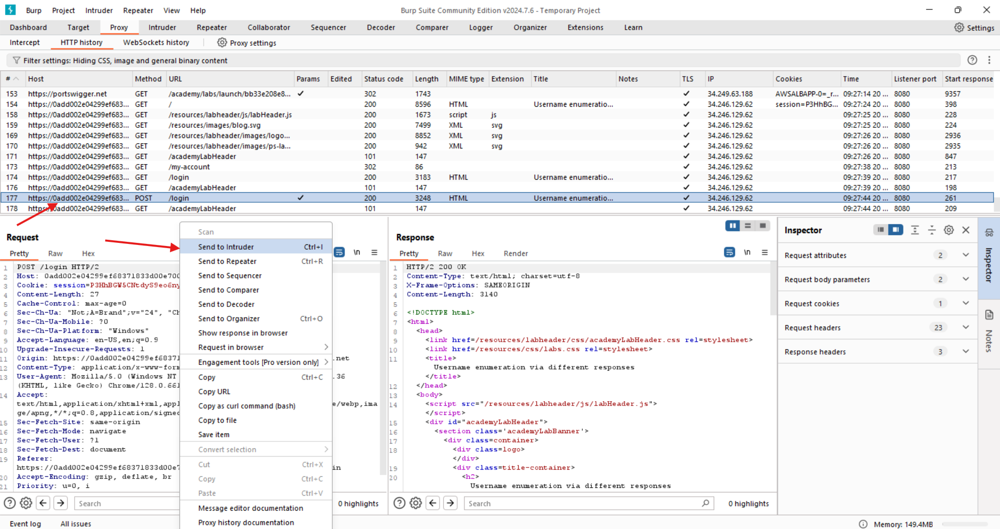 Burp Project Intruder Repeater View Help Burp Suite Community Edition v2024.7.6 - Temporary Project
Dashboard Target Proxy Intruder Repeater Collaborator Sequencer Decoder Comparer Logger Organizer Extensions Learn Settings
Intercept HTTP history WebSockets history Proxy settings
Filter settings: Hiding CSS, image and general binary content
# Host Method URL Params Edited Status code Length MIME type Extension Title Notes TLS IP Cookies Time Listener port Start response
153 https://portswigger.net GET /academy/labs/launch/bb33e208e8... ✓ 302 1743 ✓ 34.249.63.188 AWSALBAPP-0=_r... 09:27:14 20 ... 8080 9357
154 https://0add002e04299ef683... GET / 200 8596 HTML Username enumeratio... ✓ 34.246.129.62 session=P3HhBG... 09:27:24 20 ... 8080 398
158 https://0add002e04299ef683... GET /resources/labheader/js/labHeader.js 200 1673 script js ✓ 34.246.129.62 09:27:25 20 ... 8080 228
159 https://0add002e04299ef683... GET /resources/images/blog.svg 200 7499 XML svg ✓ 34.246.129.62 09:27:25 20 ... 8080 224
169 https://0add002e04299ef683... GET /resources/labheader/images/logo... 200 8852 XML svg ✓ 34.246.129.62 09:27:26 20 ... 8080 2936
170 https://0add002e04299ef683... GET /resources/labheader/images/ps-la... 200 942 XML svg ✓ 34.246.129.62 09:27:26 20 ... 8080 2935
171 https://0add002e04299ef683... GET /academyLabHeader 101 147 ✓ 34.246.129.62 09:27:26 20 ... 8080 847
173 https://0add002e04299ef683... GET /my-account 302 86 ✓ 34.246.129.62 09:27:38 20 ... 8080 213
174 https://0add002e04299ef683... GET /login 200 3183 HTML Username enumeratio... ✓ 34.246.129.62 09:27:39 20 ... 8080 217
176 https://0add002e04299ef683... GET /academyLabHeader 101 147 ✓ 34.246.129.62 09:27:39 20 ... 8080 198
177 https://0add002e04299ef683... POST /login ✓ 200 3248 HTML Username enumeratio... ✓ 34.246.129.62 09:27:44 20 ... 8080 261
178 https://0add002e04299ef683... GET /academyLabHeader 101 147 ✓ 34.246.129.62 09:27:44 20 ... 8080 209
Request
Pretty Raw Hex \n
1 POST /login HTTP/2
2 Host: 0add002e04299ef68371833d00e700
3 Cookie: session=P3HhBGW5CNtdyS9eo6ny
4 Content-Length: 27
5 Cache-Control: max-age=0
6 Sec-Ch-Ua: "Not;A=Brand";v="24", "Ch
7 Sec-Ch-Ua-Mobile: ?0
8 Sec-Ch-Ua-Platform: "Windows"
9 Accept-Language: en-US,en;q=0.9
10 Upgrade-Insecure-Requests: 1
11 Origin: https://0add002e04299ef68371 .net
12 Content-Type: application/x-www-form
13 User-Agent: Mozilla/5.0 (Windows NT .36
(KHTML, like Gecko) Chrome/128.0.661
14 Accept:
text/html,application/xhtml+xml,appl e/webp,ima
ge/apng,*/*;q=0.8,application/signed
15 Sec-Fetch-Site: same-origin
16 Sec-Fetch-Mode: navigate
17 Sec-Fetch-User: ?1
18 Sec-Fetch-Dest: document
19 Referer:
https://0add002e04299ef68371833d00e7 in
20 Accept-Encoding: gzip, deflate, br
21 Priority: u=0, i
Search 0 highlights
Scan
Send to Intruder Ctrl+I
Send to Repeater Ctrl+R
Send to Sequencer
Send to Comparer
Send to Decoder
Send to Organizer Ctrl+O
Show response in browser
Request in browser
Engagement tools [Pro version only]
Copy Ctrl+C
Copy URL
Copy as curl command (bash)
Copy to file
Save item
Convert selection
Cut Ctrl+X
Copy Ctrl+C
Paste Ctrl+V
Message editor documentation
Proxy history documentation
Response
Pretty Raw Hex Render \n
1 HTTP/2 200 OK
2 Content-Type: text/html; charset=utf-8
3 X-Frame-Options: SAMEORIGIN
4 Content-Length: 3140
5
6 <!DOCTYPE html>
7 <html>
8 <head>
9 <link href=/resources/labheader/css/academyLabHeader.css rel=stylesheet>
10 <link href=/resources/css/labs.css rel=stylesheet>
11 <title>
Username enumeration via different responses
</title>
12 </head>
13 <body>
14 <script src="/resources/labheader/js/labHeader.js">
</script>
15 <div id="academyLabHeader">
16 <section class='academyLabBanner'>
17 <div class=container>
18 <div class=logo>
</div>
19 <div class=title-container>
20 <h2>
Username enumeration via different responses
Search 0 highlights
Inspector
Request attributes 2
Request body parameters 2
Request cookies 1
Request headers 23
Response headers 3
Inspector
Notes
Event log All issues Memory: 149.4MB